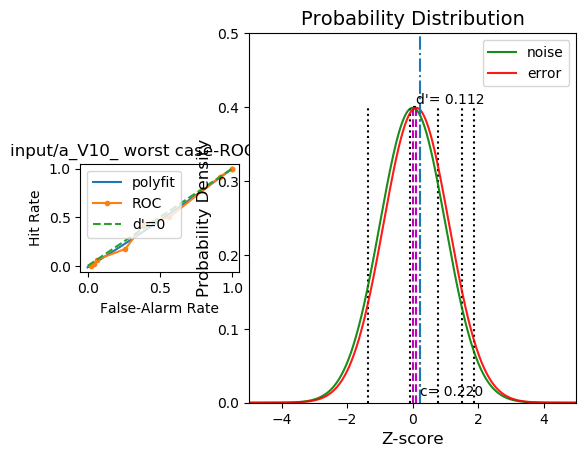 Probability Distribution
noise
error
d'= 0.112
c= 0.220
Probability Density
0.5
0.4
0.3
0.2
0.1
0.0
−4
−2
0
2
4
Z-score
input/a_V10_ worst case-ROC
polyfit
ROC
d'=0
Hit Rate
1.0
0.5
0.0
0.0
0.5
1.0
False-Alarm Rate